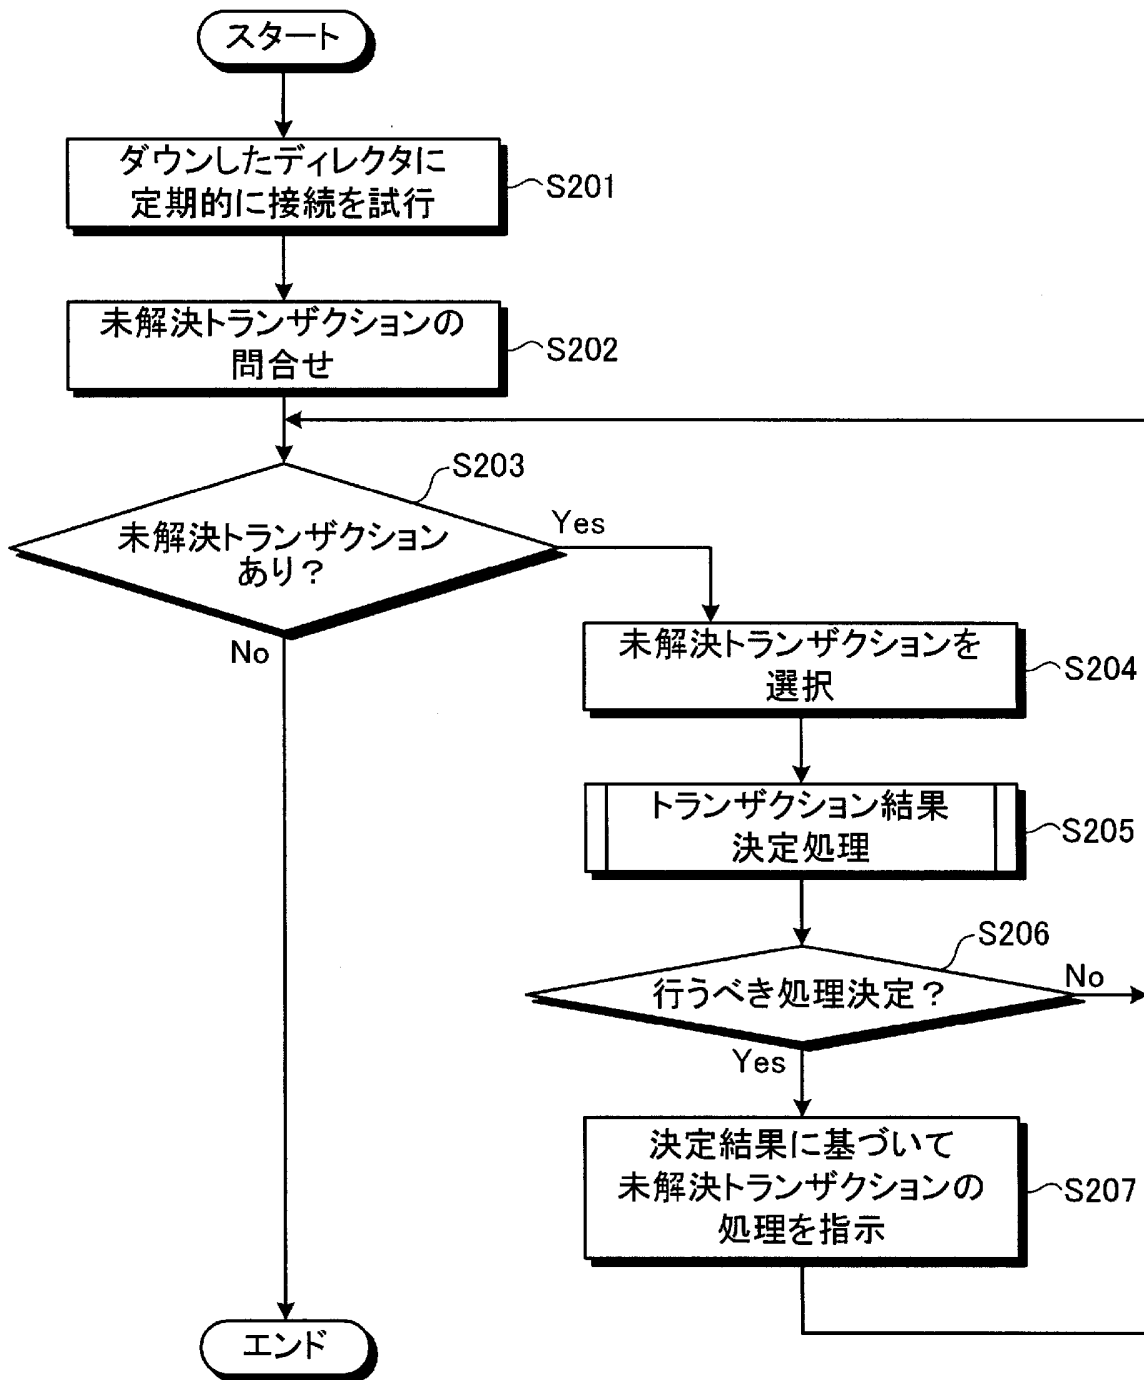 スタート
ダウンしたディレクタに
定期的に接続を試行
S201
未解決トランザクションの
問合せ
S202
S203
未解決トランザクション
あり?
Yes
No
未解決トランザクションを
選択
S204
トランザクション結果
決定処理
S205
S206
行うべき処理決定?
No
Yes
決定結果に基づいて
未解決トランザクションの
処理を指示
S207
エンド